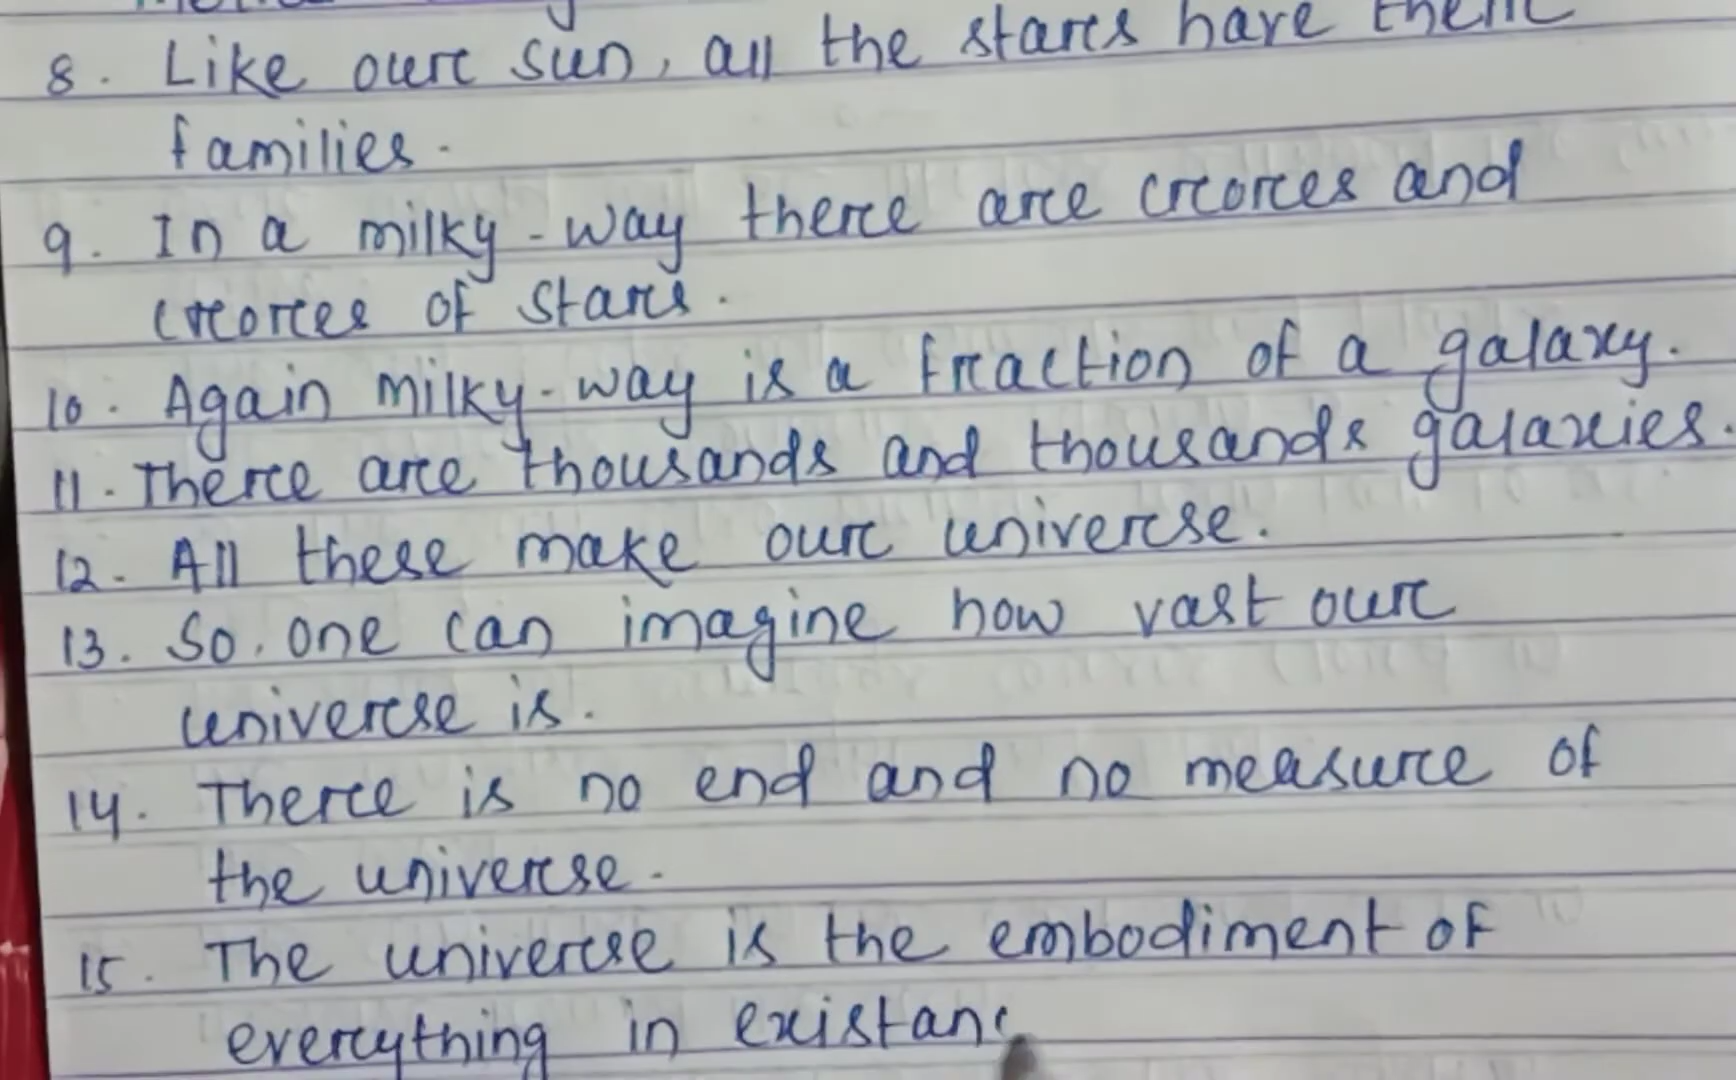 8. Like our sun, all the stars have their
families.
9. In a milky-way there are crores and
crores of stars.
10. Again milky-way is a fraction of a galaxy.
11. There are thousands and thousands galaxies.
12. All these make our universe.
13. So, one can imagine how vast our
universe is.
14. There is no end and no measure of
the universe.
15. The universe is the embodiment of
everything in existanc